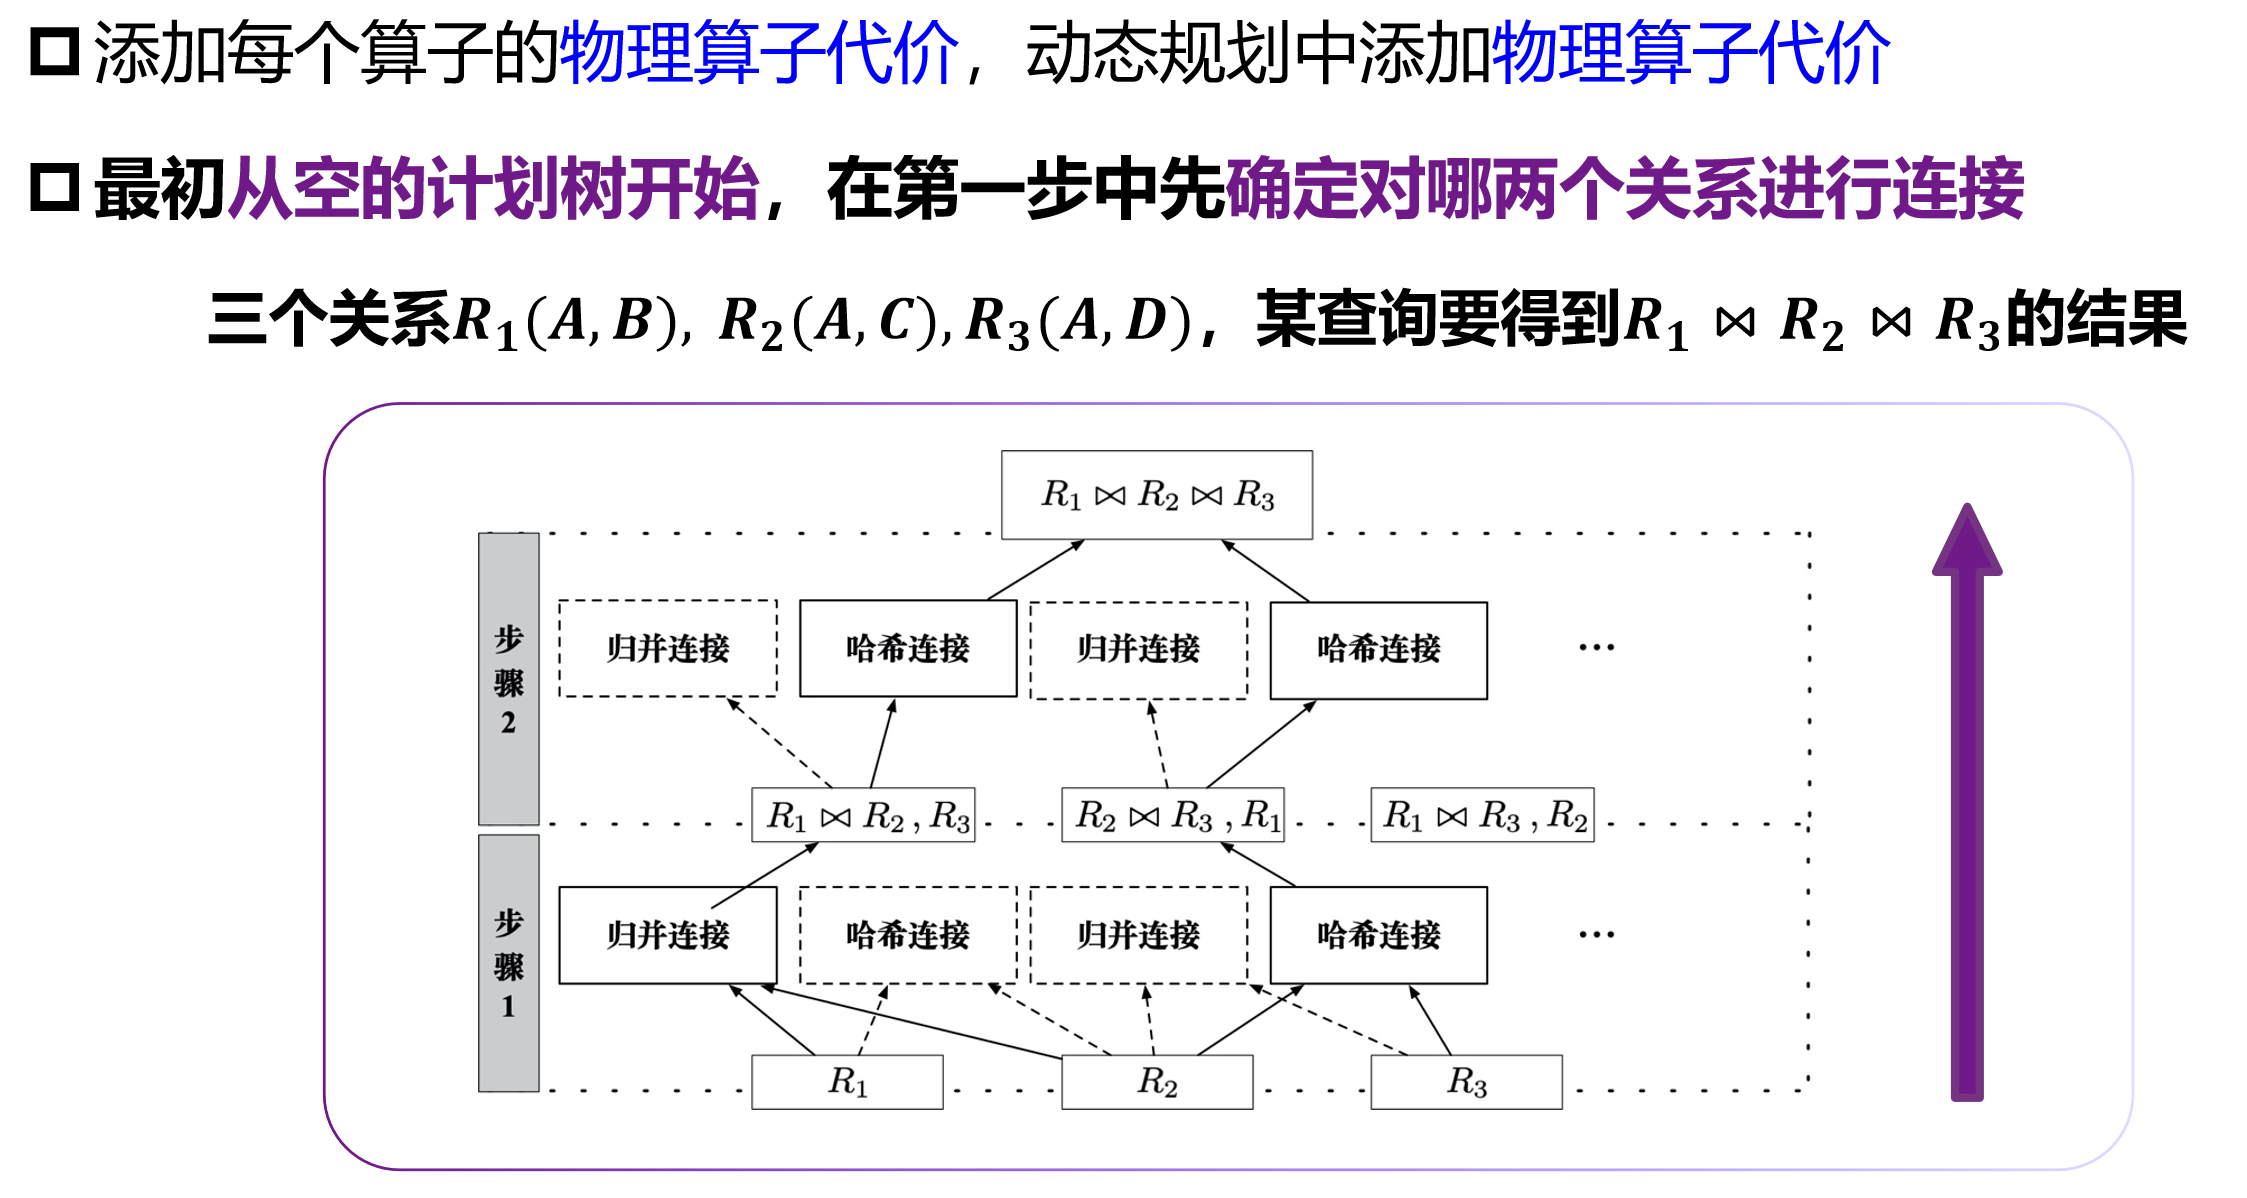 添加每个算子的物理算子代价，动态规划中添加物理算子代价
最初从空的计划树开始，在第一步中先确定对哪两个关系进行连接
三个关系R₁(A, B), R₂(A, C), R₃(A, D)，某查询要得到R₁ ⋈ R₂ ⋈ R₃的结果
R₁ ⋈ R₂ ⋈ R₃
步骤2
归并连接 哈希连接 归并连接 哈希连接 ···
R₁ ⋈ R₂ , R₃ R₂ ⋈ R₃ , R₁ R₁ ⋈ R₃ , R₂
步骤1
归并连接 哈希连接 归并连接 哈希连接 ···
R₁ R₂ R₃